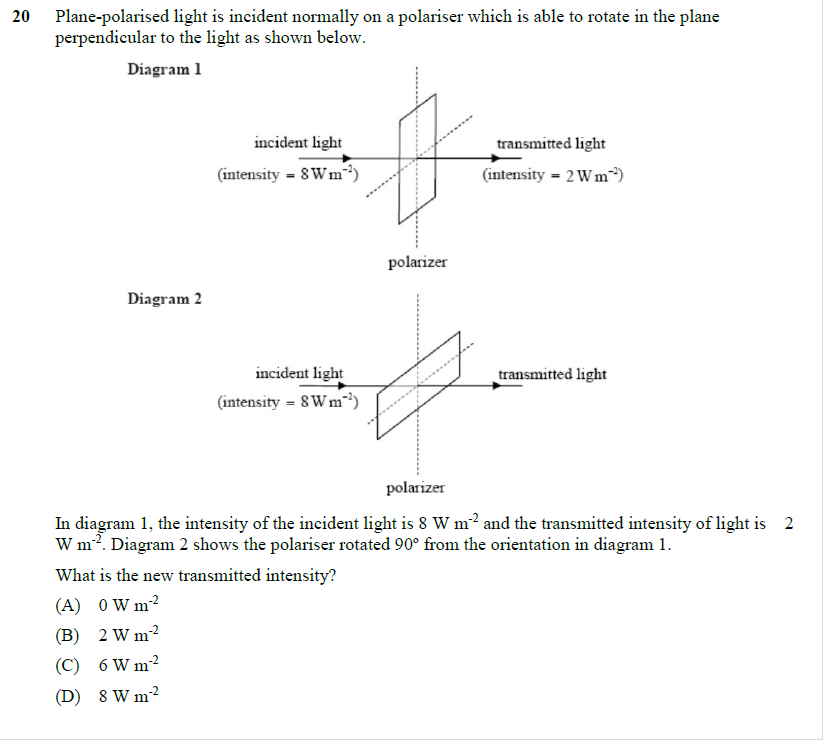 20 Plane-polarised light is incident normally on a polariser which is able to rotate in the plane
perpendicular to the light as shown below.
Diagram 1
incident light
(intensity = 8 W m⁻²)
transmitted light
(intensity = 2 W m⁻²)
polarizer
Diagram 2
incident light
(intensity = 8 W m⁻²)
transmitted light
polarizer
In diagram 1, the intensity of the incident light is 8 W m⁻² and the transmitted intensity of light is 2
W m⁻². Diagram 2 shows the polariser rotated 90° from the orientation in diagram 1.
What is the new transmitted intensity?
(A) 0 W m⁻²
(B) 2 W m⁻²
(C) 6 W m⁻²
(D) 8 W m⁻²